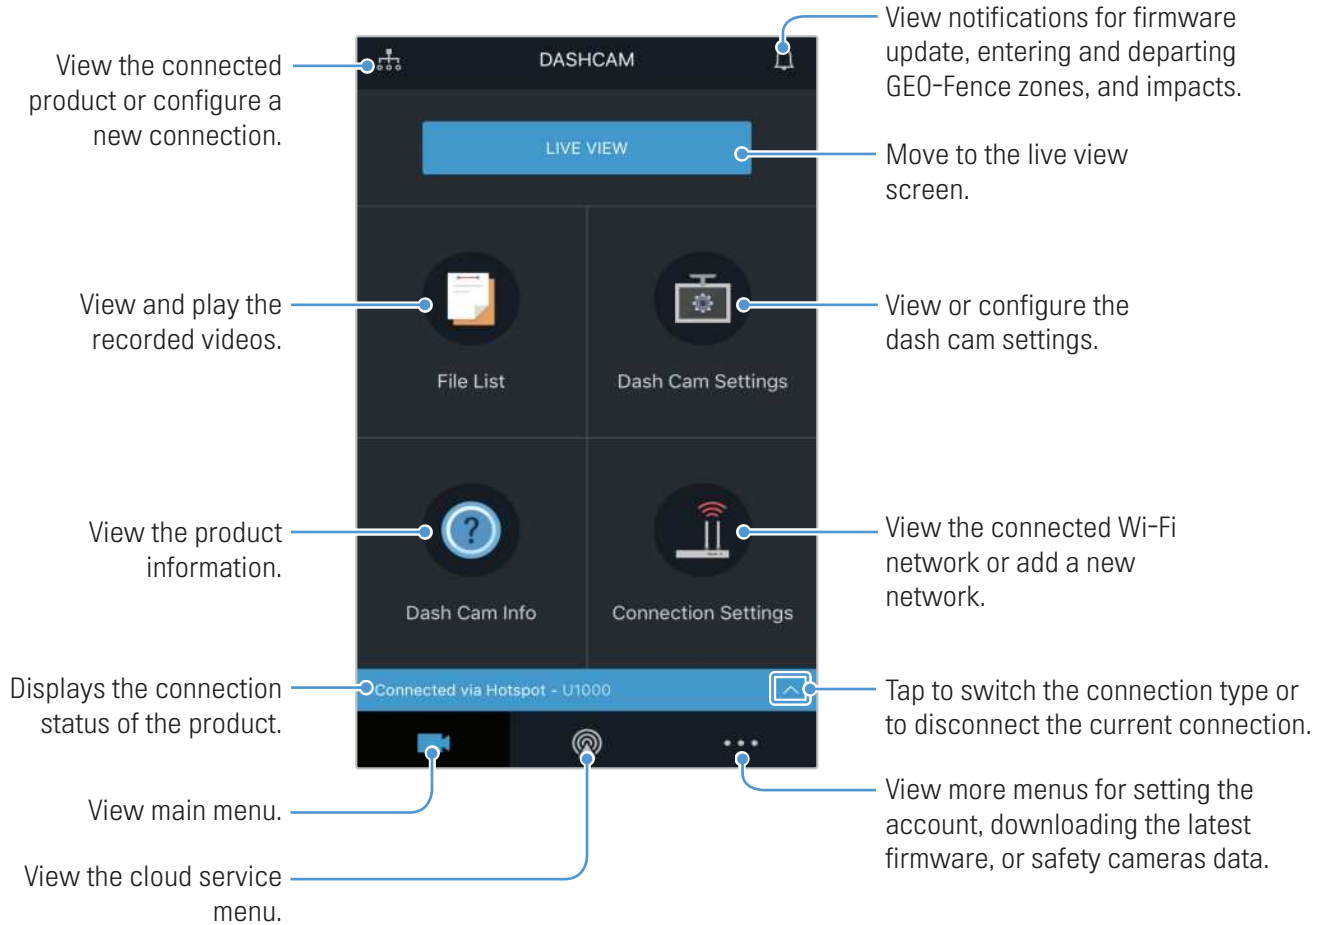 View notifications for firmware
update, entering and departing
GEO-Fence zones, and impacts.
View the connected
product or configure a
new connection.
DASHCAM
LIVE VIEW
Move to the live view
screen.
View and play the
recorded videos.
View or configure the
dash cam settings.
File List
Dash Cam Settings
View the product
information.
?
View the connected Wi-Fi
network or add a new
network.
Dash Cam Info
Connection Settings
Displays the connection
status of the product.
Connected via Hotspot - U1000
Tap to switch the connection type or
to disconnect the current connection.
View main menu.
View more menus for setting the
account, downloading the latest
firmware, or safety cameras data.
View the cloud service
menu.